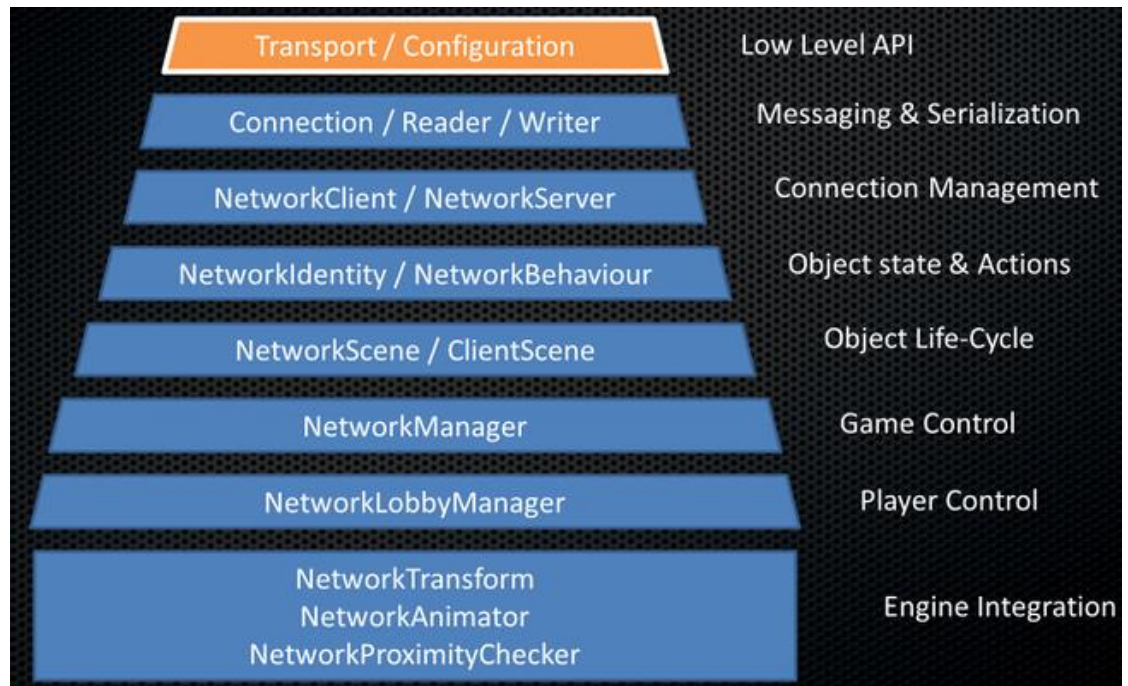 Transport / Configuration
Low Level API
Connection / Reader / Writer
Messaging & Serialization
NetworkClient / NetworkServer
Connection Management
NetworkIdentity / NetworkBehaviour
Object state & Actions
NetworkScene / ClientScene
Object Life-Cycle
NetworkManager
Game Control
NetworkLobbyManager
Player Control
NetworkTransform
NetworkAnimator
NetworkProximityChecker
Engine Integration